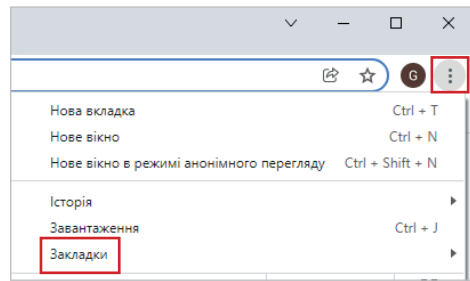 G
Нова вкладка Ctrl + T
Нове вікно Ctrl + N
Нове вікно в режимі анонімного перегляду Ctrl + Shift + N
Історія
Завантаження Ctrl + J
Закладки